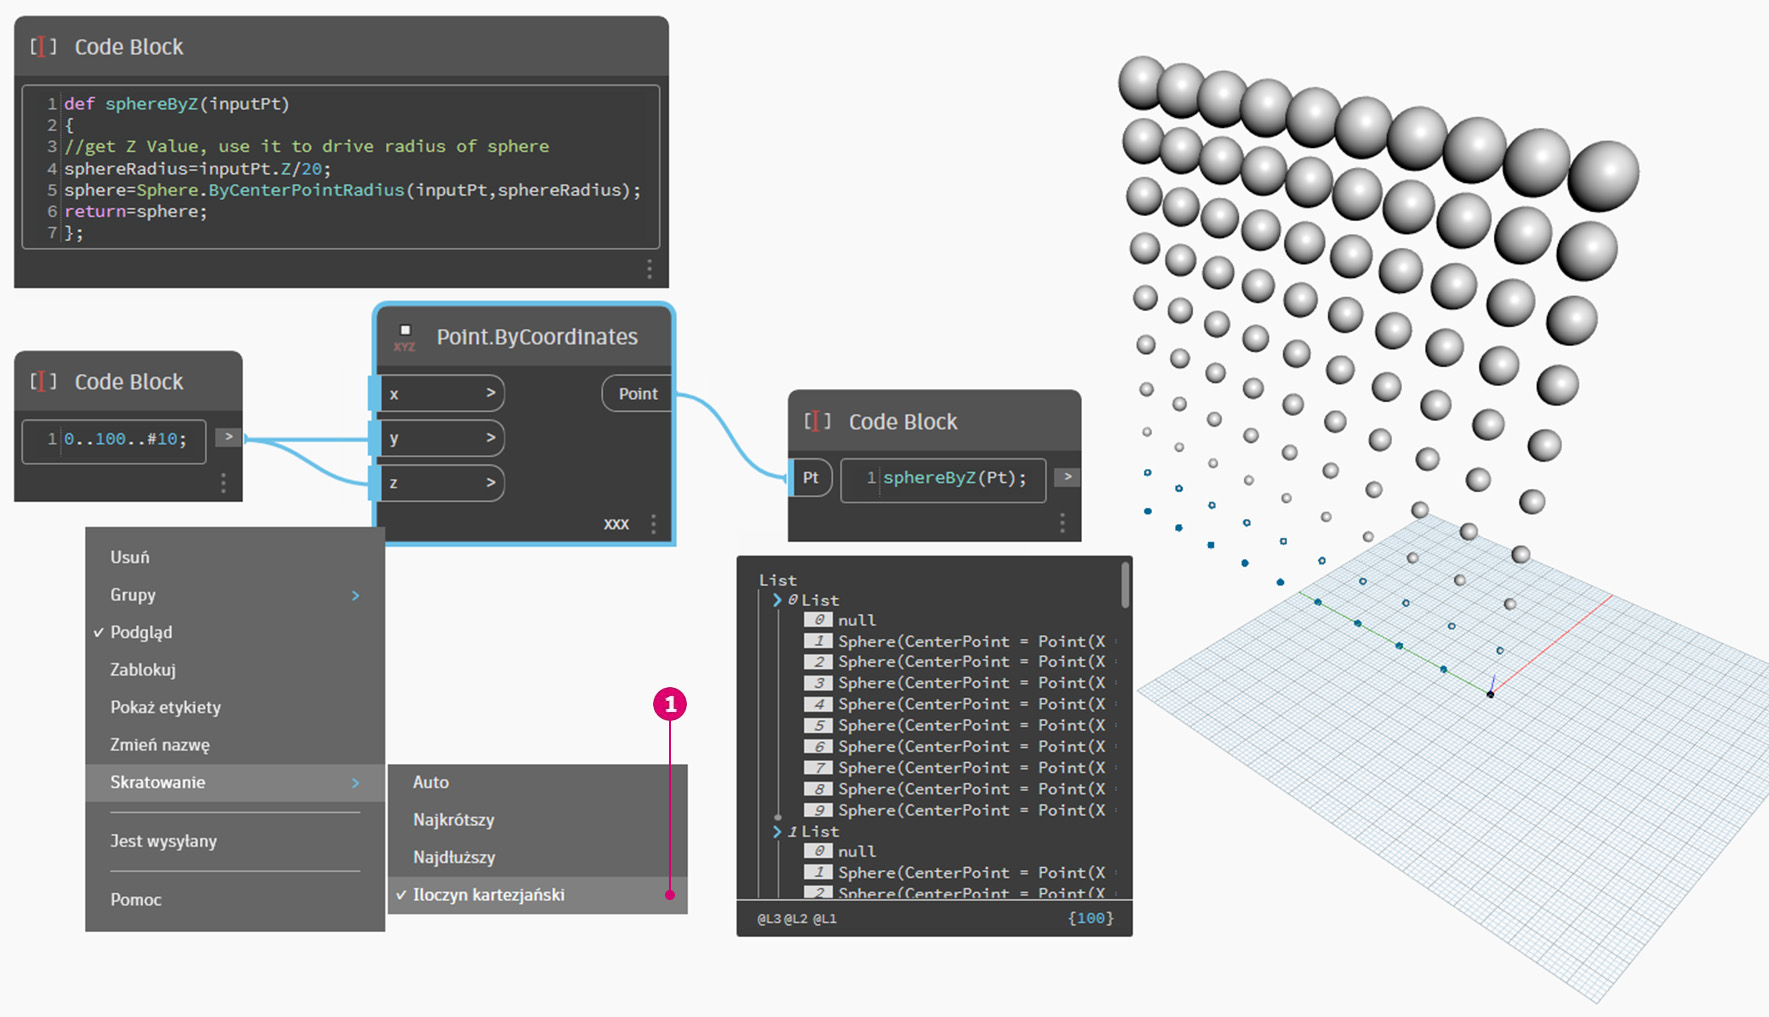 Code Block
1 def sphereByZ(inputPt)
2 {
3 //get Z Value, use it to drive radius of sphere
4 sphereRadius=inputPt.Z/20;
5 sphere=Sphere.ByCenterPointRadius(inputPt,sphereRadius);
6 return=sphere;
7 };
Code Block
1 0..100..#10; >
XYZ
Point.ByCoordinates
x >
y >
z >
Point
XXX
Code Block
Pt
1 sphereByZ(Pt); >
Usuń
Grupy >
✓ Podgląd
Zablokuj
Pokaż etykiety
Zmień nazwę
Skratowanie >
Jest wysyłany
Pomoc
1
Auto
Najkrótszy
Najdłuższy
✓ Iloczyn kartezjański
List
0 List
0 null
1 Sphere(CenterPoint = Point(X
2 Sphere(CenterPoint = Point(X
3 Sphere(CenterPoint = Point(X
4 Sphere(CenterPoint = Point(X
5 Sphere(CenterPoint = Point(X
6 Sphere(CenterPoint = Point(X
7 Sphere(CenterPoint = Point(X
8 Sphere(CenterPoint = Point(X
9 Sphere(CenterPoint = Point(X
1 List
0 null
1 Sphere(CenterPoint = Point(X
2 Sphere(CenterPoint = Point(X
@L3 @L2 @L1 {100}